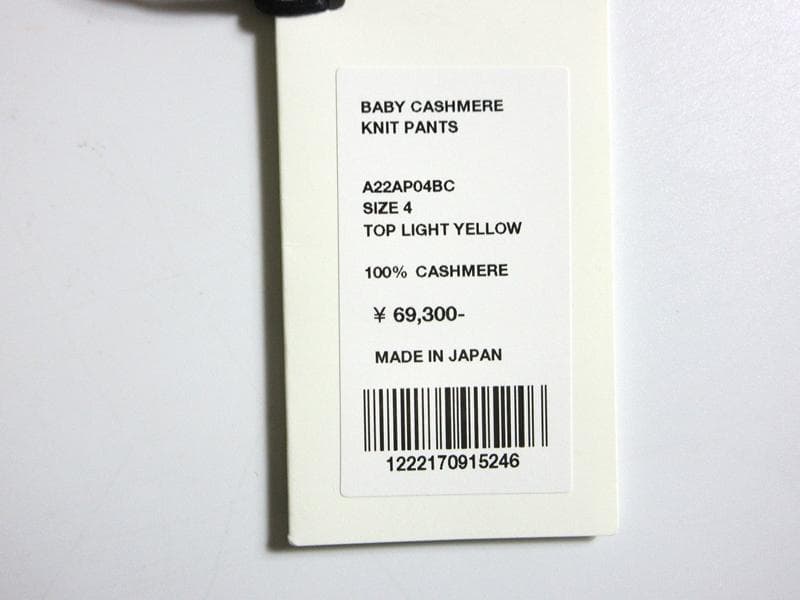 BABY CASHMERE
KNIT PANTS
A22AP04BC
SIZE 4
TOP LIGHT YELLOW
100% CASHMERE
¥ 69,300-
MADE IN JAPAN
1222170915246